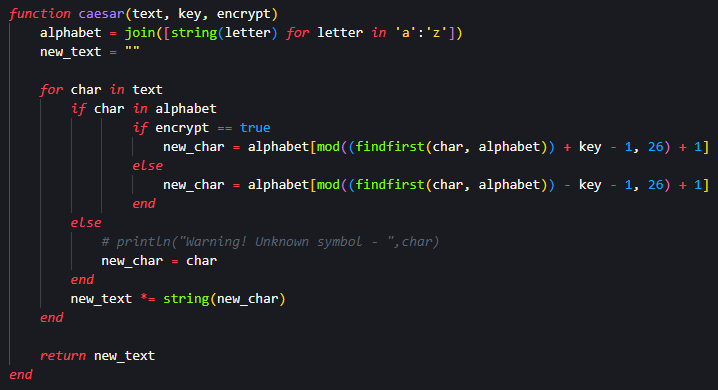 function caesar(text, key, encrypt)
    alphabet = join([string(letter) for letter in 'a':'z'])
    new_text = ""

    for char in text
        if char in alphabet
                if encrypt == true
                    new_char = alphabet[mod((findfirst(char, alphabet)) + key - 1, 26) + 1]
                else
                    new_char = alphabet[mod((findfirst(char, alphabet)) - key - 1, 26) + 1]
                end
        else
            # println("Warning! Unknown symbol - ",char)
            new_char = char
        end
        new_text *= string(new_char)
    end

    return new_text
end